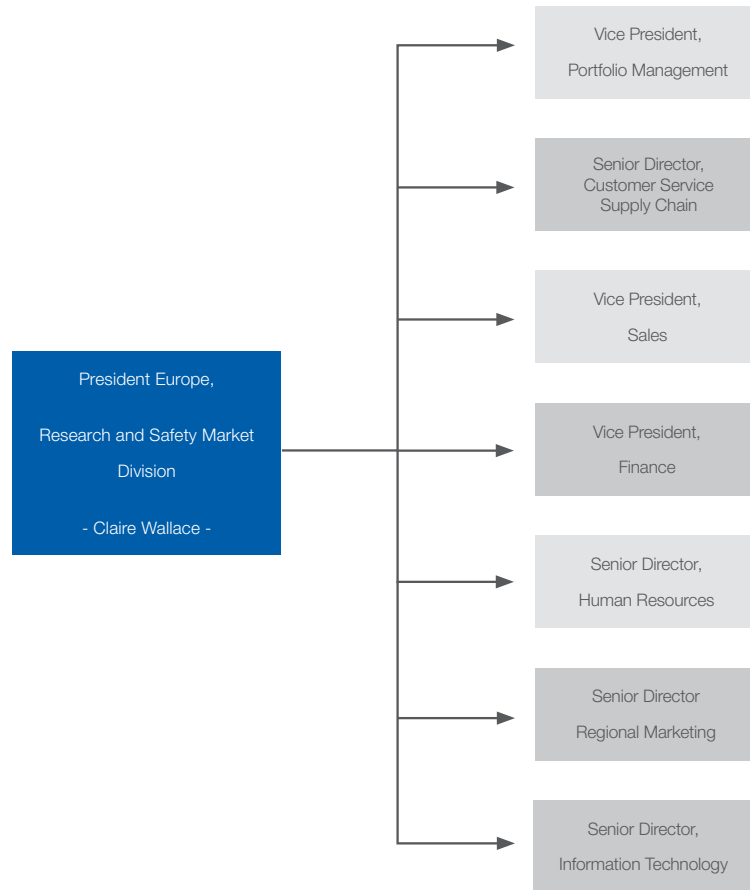 Vice President,
Portfolio Management
Senior Director,
Customer Service
Supply Chain
Vice President,
Sales
President Europe,
Research and Safety Market
Division
- Claire Wallace -
Vice President,
Finance
Senior Director,
Human Resources
Senior Director
Regional Marketing
Senior Director,
Information Technology